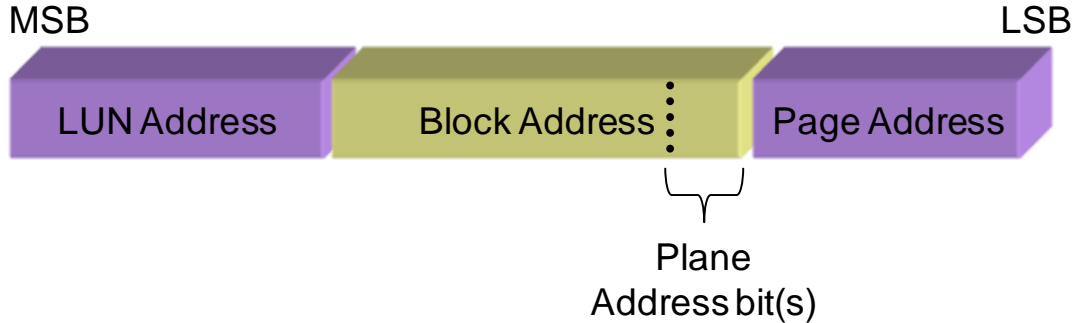 MSB
LSB
LUN Address
Block Address
Page Address
Plane
Address bit(s)